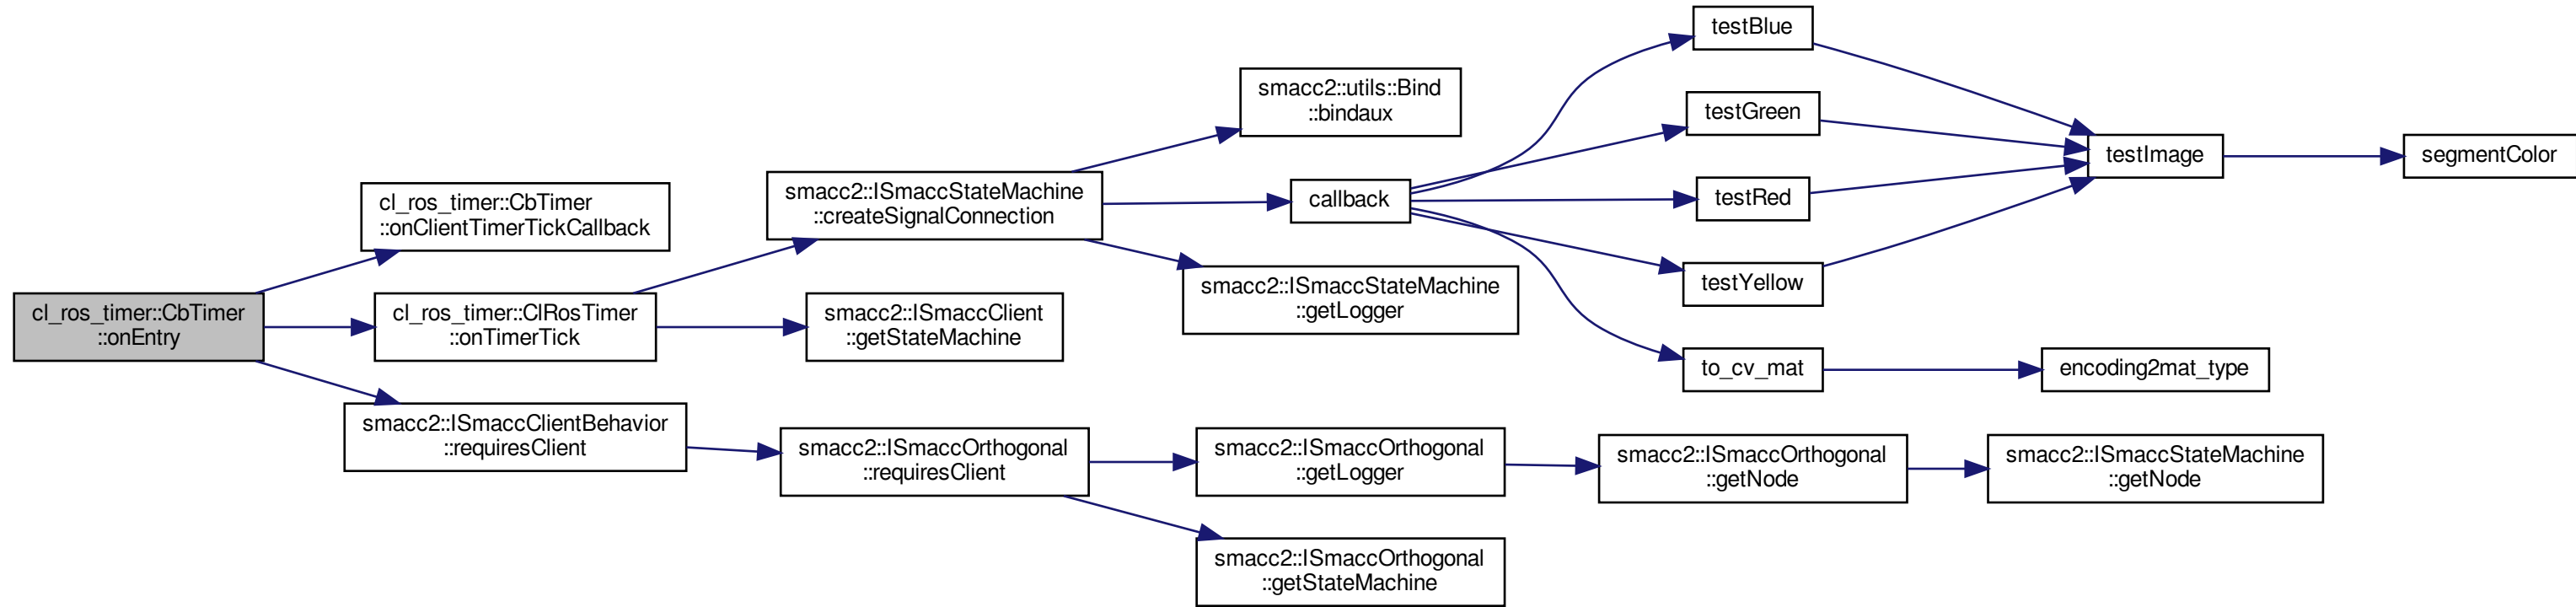 cl_ros_timer::CbTimer
::onEntry
cl_ros_timer::CbTimer
::onClientTimerTickCallback
cl_ros_timer::ClRosTimer
::onTimerTick
smacc2::ISmaccClientBehavior
::requiresClient
smacc2::ISmaccStateMachine
::createSignalConnection
smacc2::ISmaccClient
::getStateMachine
smacc2::ISmaccOrthogonal
::requiresClient
smacc2::utils::Bind
::bindaux
callback
smacc2::ISmaccStateMachine
::getLogger
smacc2::ISmaccOrthogonal
::getLogger
smacc2::ISmaccOrthogonal
::getStateMachine
testBlue
testGreen
testRed
testYellow
to_cv_mat
smacc2::ISmaccOrthogonal
::getNode
testImage
encoding2mat_type
smacc2::ISmaccStateMachine
::getNode
segmentColor